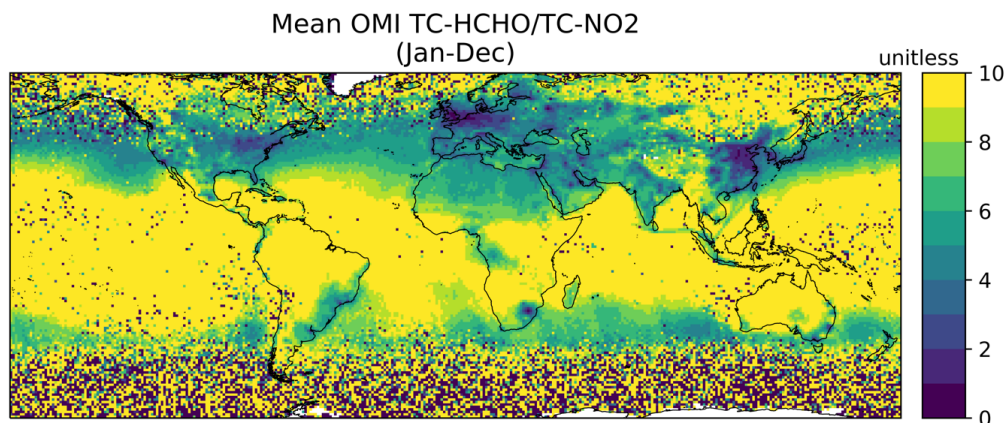 Mean OMI TC-HCHO/TC-NO2
(Jan-Dec)
unitless
10
8
6
4
2
0